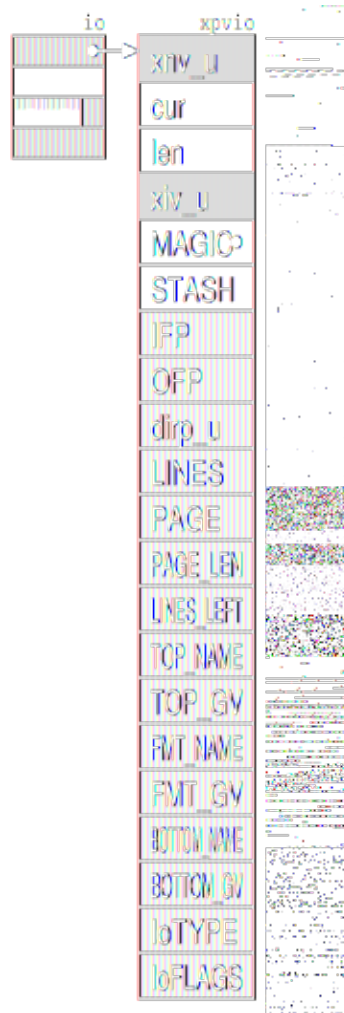 io
xpvio
xnv_u
cur
len
xiv_u
MAGIC
STASH
IFP
OFP
dirp_u
LINES
PAGE
PAGE_LEN
LINES_LEFT
TOP_NAME
TOP_GV
FMT_NAME
FMT_GV
BOTTOM_NAME
BOTTOM_GV
IoTYPE
IoFLAGS